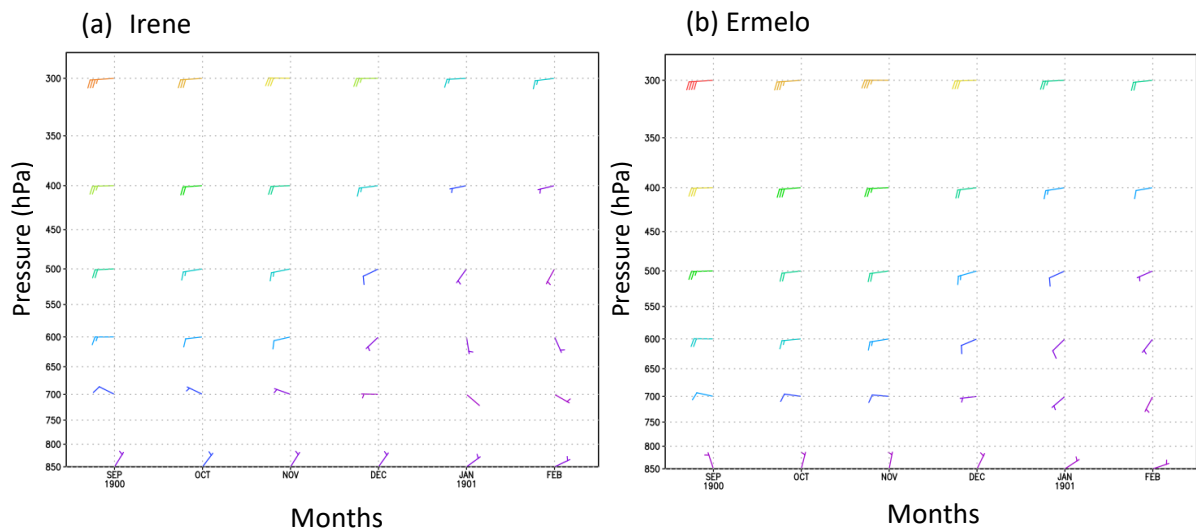 (a) Irene
Pressure (hPa)
300
350
400
450
500
550
600
650
700
750
800
850
SEP
1900
OCT
NOV
DEC
JAN
1901
FEB
Months
(b) Ermelo
Pressure (hPa)
300
350
400
450
500
550
600
650
700
750
800
850
SEP
1900
OCT
NOV
DEC
JAN
1901
FEB
Months